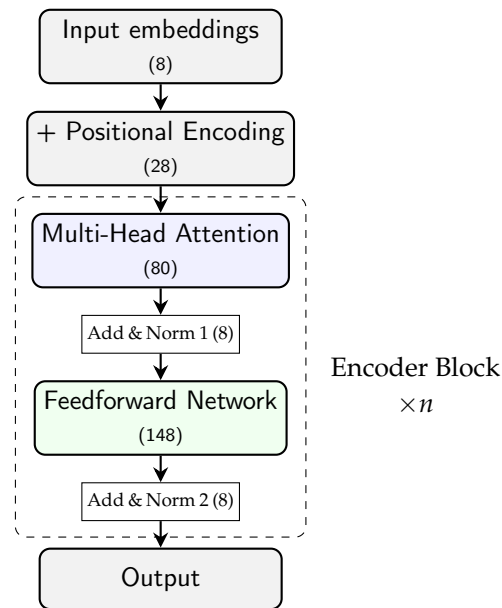 Input embeddings
(8)
+ Positional Encoding
(28)
Multi-Head Attention
(80)
Add & Norm 1 (8)
Encoder Block
×n
Feedforward Network
(148)
Add & Norm 2 (8)
Output